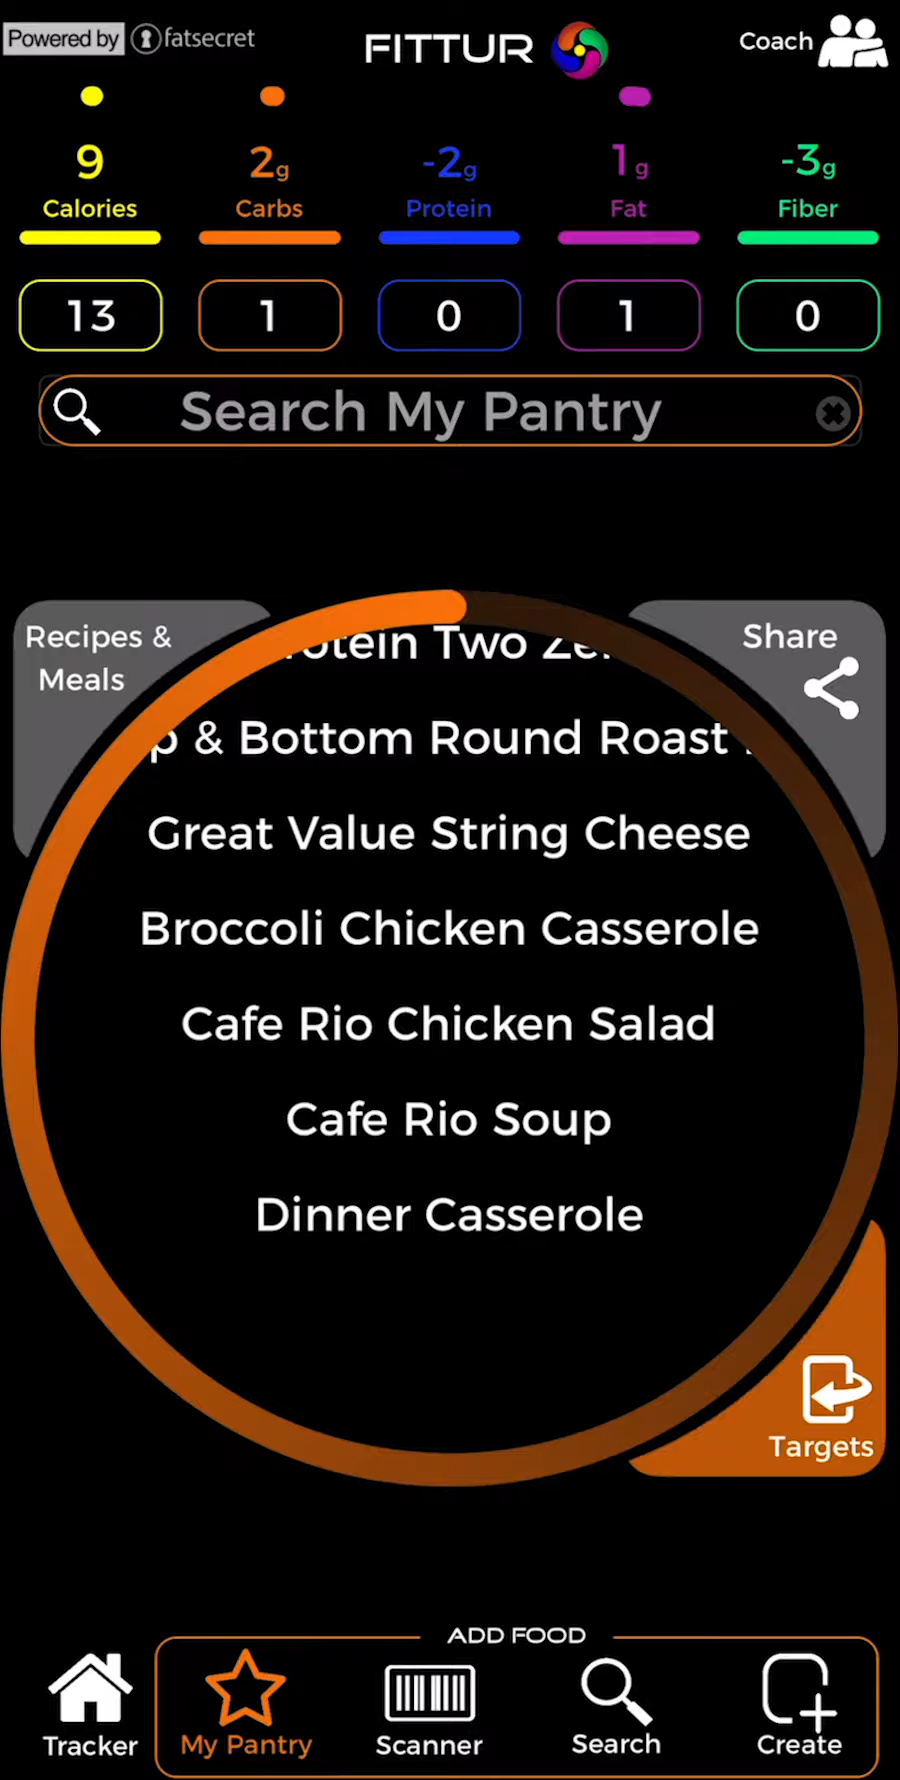 Powered by fatsecret
FITTUR
Coach
9
2g
-2g
1g
-3g
Calories
Carbs
Protein
Fat
Fiber
13
1
0
1
0
Search My Pantry
Recipes &
Meals
Share
Two
& Bottom Round Roast
Great Value String Cheese
Broccoli Chicken Casserole
Cafe Rio Chicken Salad
Cafe Rio Soup
Dinner Casserole
Targets
ADD FOOD
Tracker
My Pantry
Scanner
Search
Create